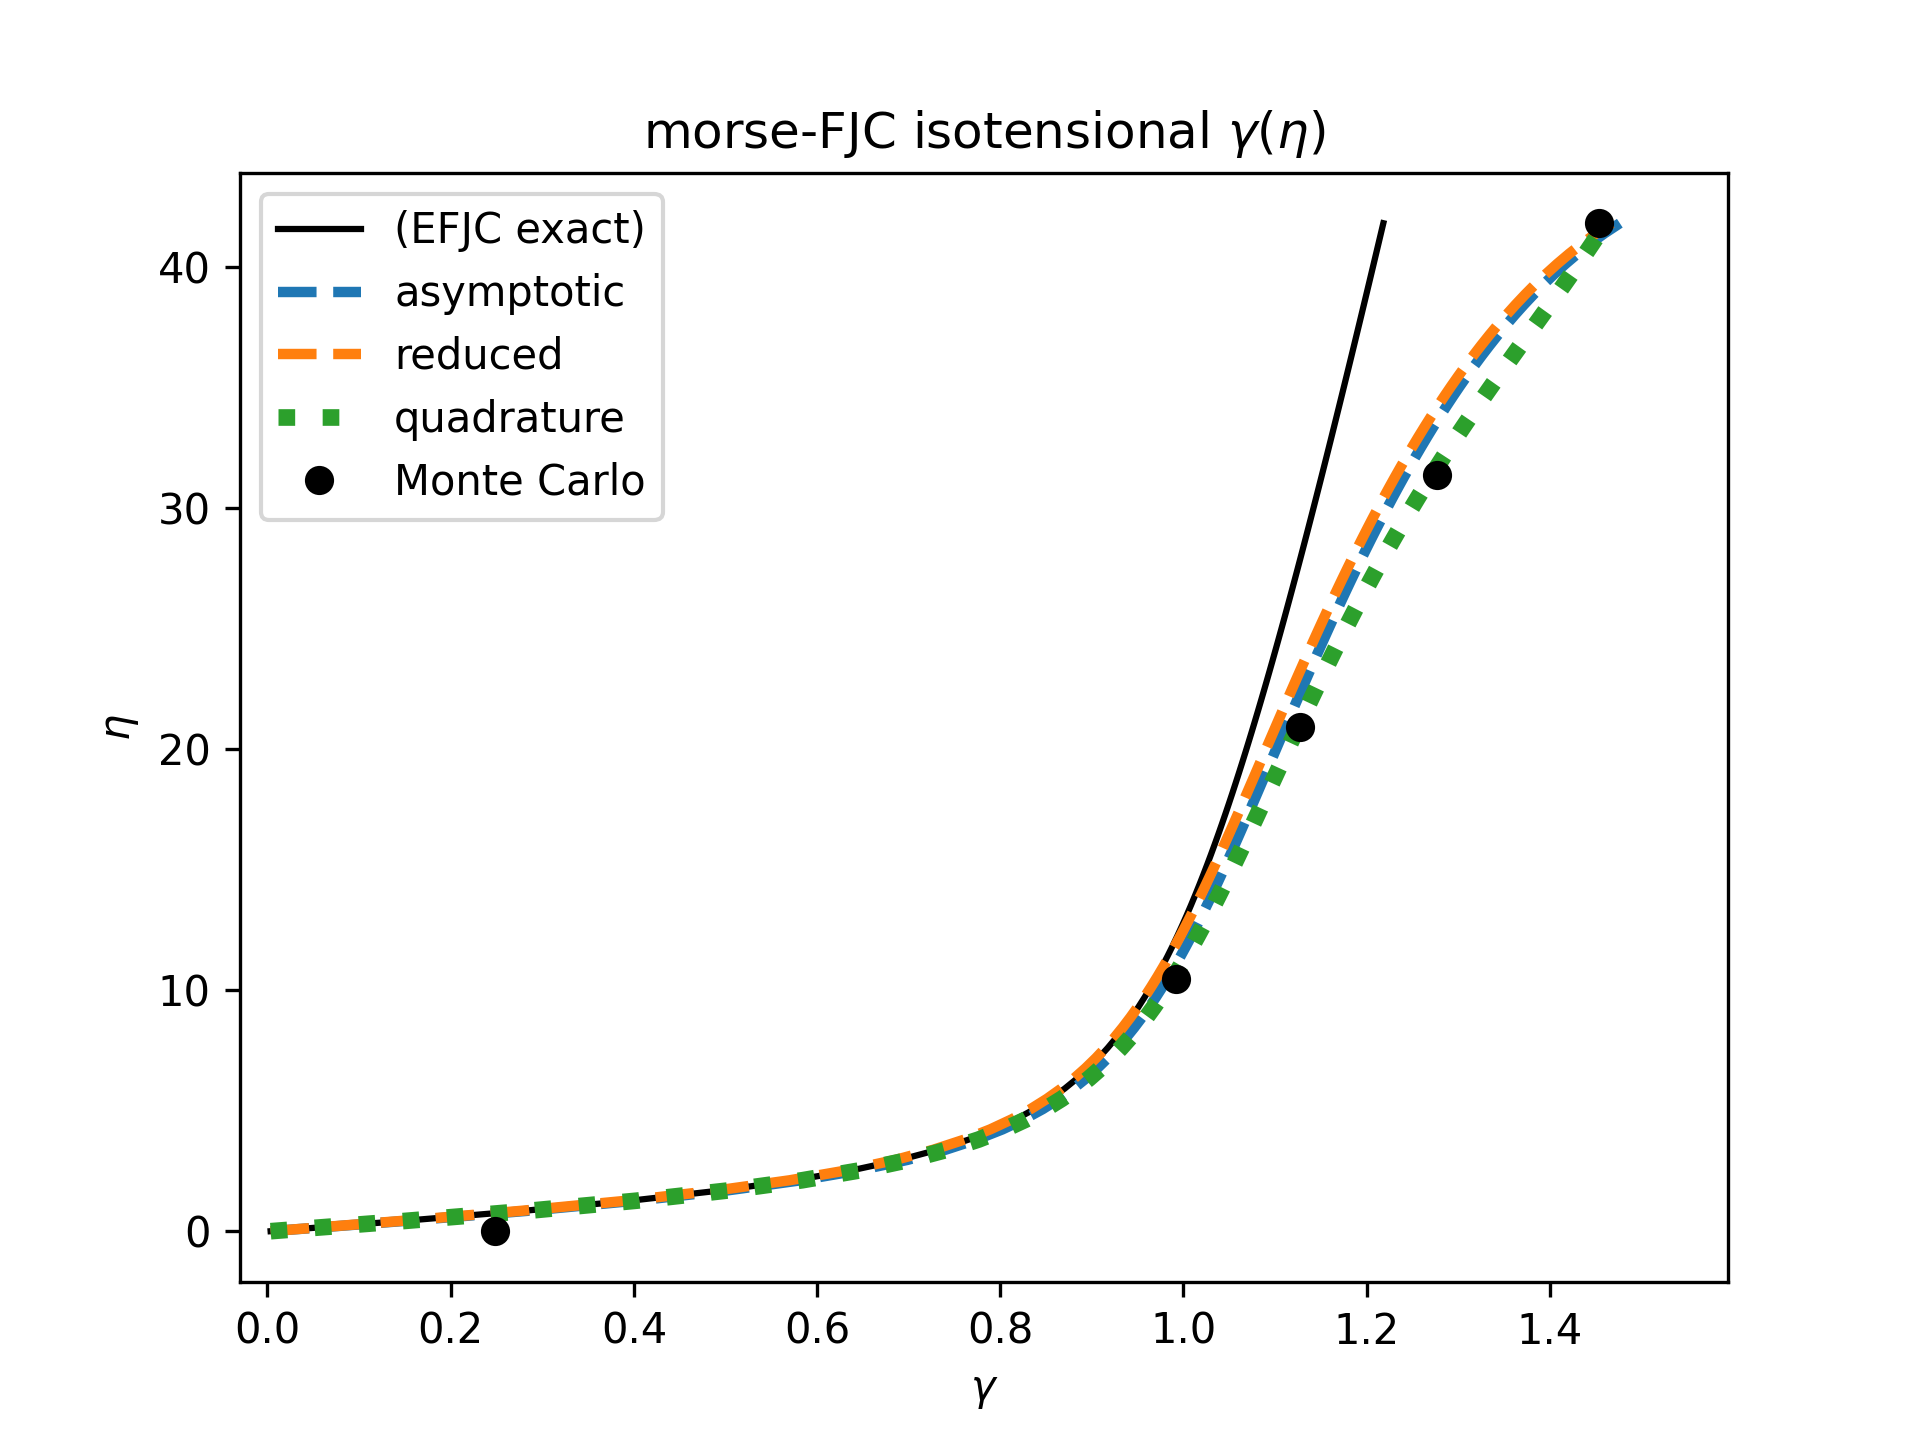 morse-FJC isotensional γ(η)
(EFJC exact)
asymptotic
reduced
quadrature
Monte Carlo
40
30
20
10
0
η
0.0 0.2 0.4 0.6 0.8 1.0 1.2 1.4
γ